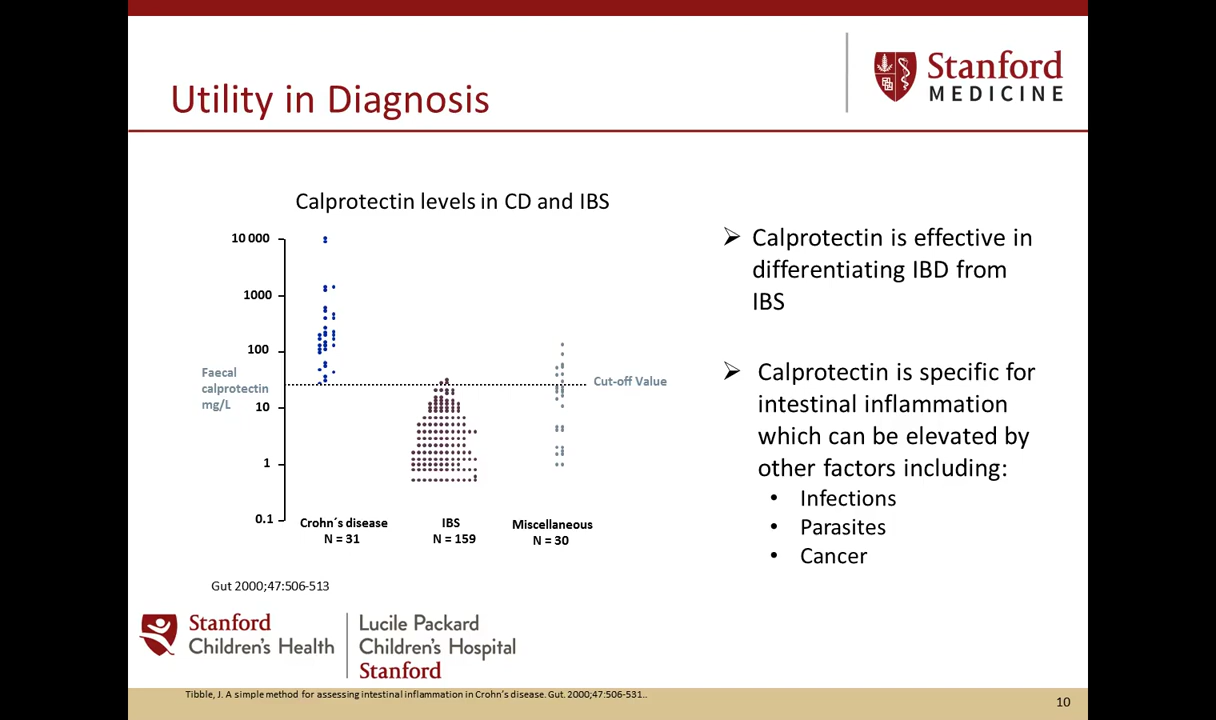 Stanford
MEDICINE
Utility in Diagnosis
Calprotectin levels in CD and IBS
10 000
1000
100
10
1
0.1
Faecal
calprotectin
mg/L
Cut-off Value
Crohn´s disease
N = 31
IBS
N = 159
Miscellaneous
N = 30
Gut 2000;47:506-513
➢ Calprotectin is effective in
differentiating IBD from
IBS
➢ Calprotectin is specific for
intestinal inflammation
which can be elevated by
other factors including:
• Infections
• Parasites
• Cancer
Stanford
Children's Health
Lucile Packard
Children's Hospital
Stanford
Tibble, J. A simple method for assessing intestinal inflammation in Crohn's disease. Gut. 2000;47:506-531..
10